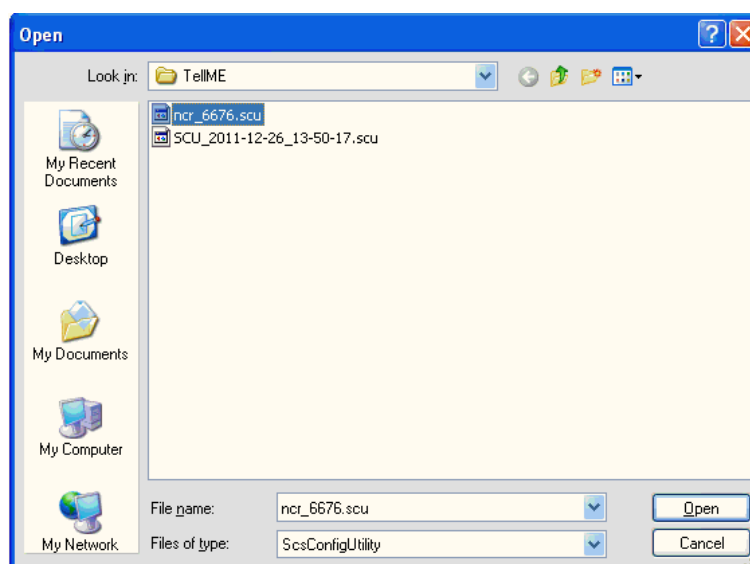 Open
Look in: TellME
ncr_6676.scu
SCU_2011-12-26_13-50-17.scu
My Recent
Documents
Desktop
My Documents
My Computer
My Network
File name: ncr_6676.scu Open
Files of type: ScsConfigUtility Cancel